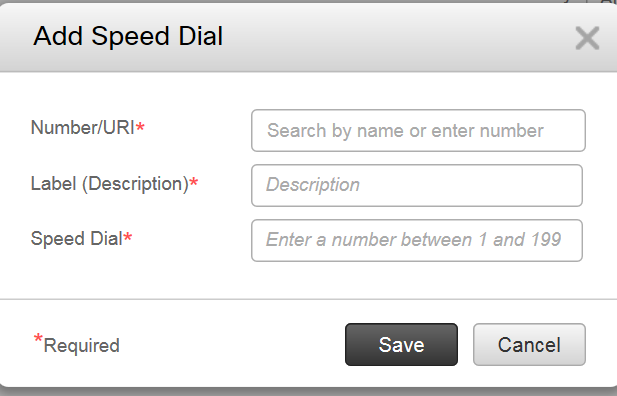 Add Speed Dial
Number/URI*
Search by name or enter number
Label (Description)*
Description
Speed Dial*
Enter a number between 1 and 199
*Required
Save
Cancel